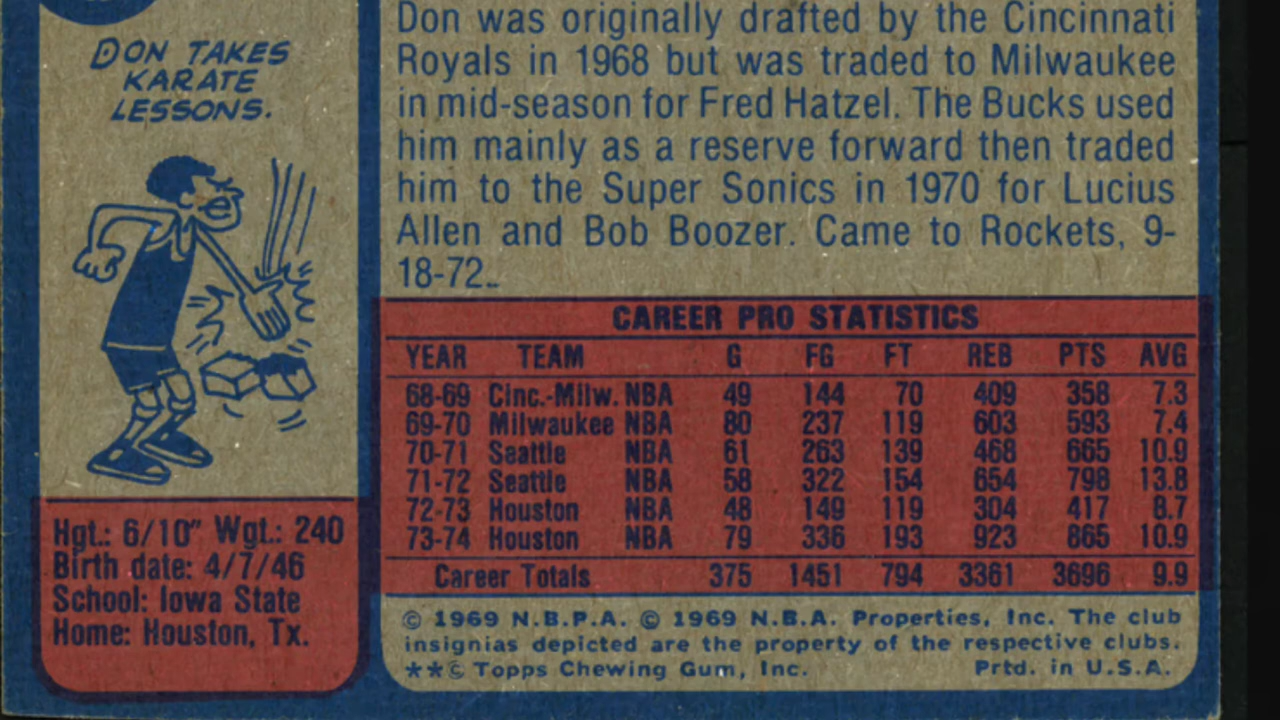 DON TAKES
KARATE
LESSONS.
Hgt.: 6/10" Wgt.: 240
Birth date: 4/7/46
School: Iowa State
Home: Houston, Tx.
Don was originally drafted by the Cincinnati
Royals in 1968 but was traded to Milwaukee
in mid-season for Fred Hatzel. The Bucks used
him mainly as a reserve forward then traded
him to the Super Sonics in 1970 for Lucius
Allen and Bob Boozer. Came to Rockets, 9-
18-72..
CAREER PRO STATISTICS
YEAR TEAM G FG FT REB PTS AVG
68-69 Cinc.-Milw. NBA 49 144 70 409 358 7.3
69-70 Milwaukee NBA 80 237 119 603 593 7.4
70-71 Seattle NBA 61 263 139 468 665 10.9
71-72 Seattle NBA 58 322 154 654 798 13.8
72-73 Houston NBA 48 149 119 304 417 8.7
73-74 Houston NBA 79 336 193 923 865 10.9
Career Totals 375 1451 794 3361 3696 9.9
© 1969 N.B.P.A. © 1969 N.B.A. Properties, Inc. The club
insignias depicted are the property of the respective clubs.
**© Topps Chewing Gum, Inc. Prtd. in U.S.A.